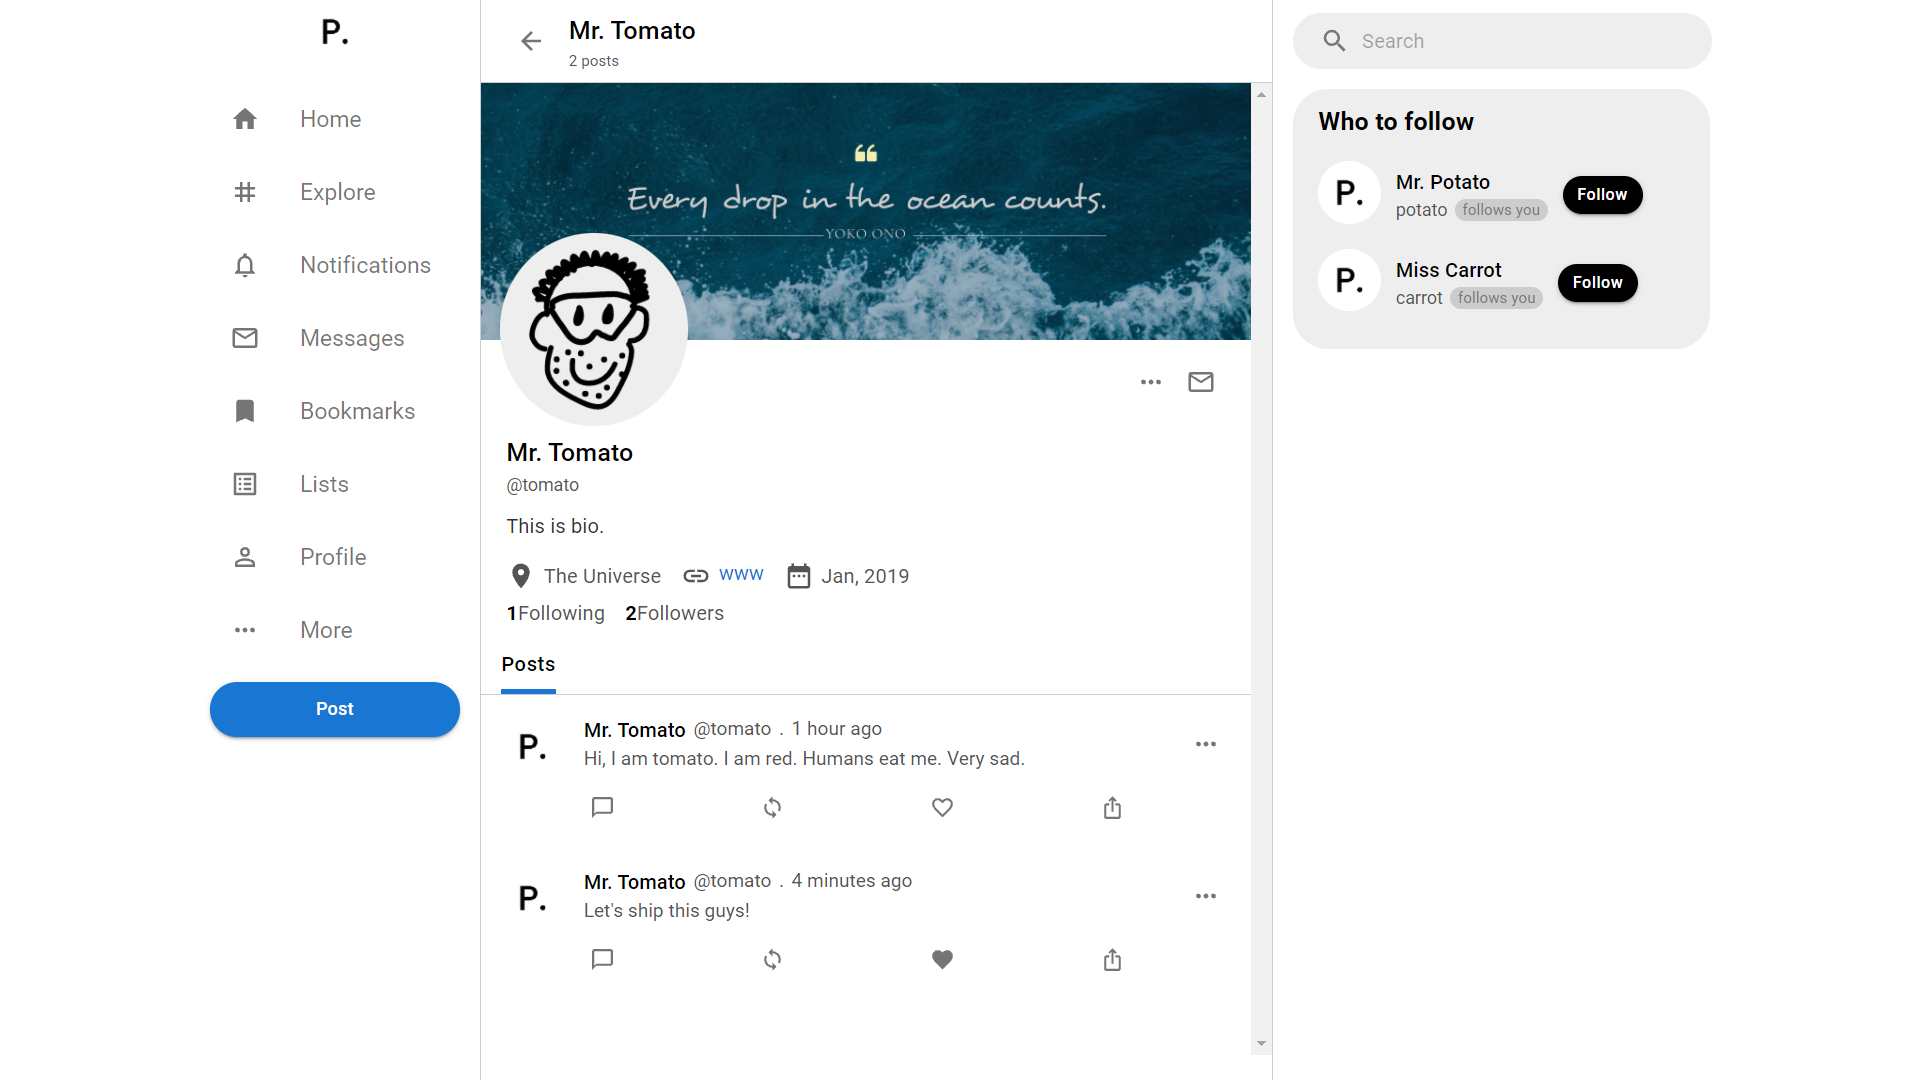 P.
Home
Explore
Notifications
Messages
Bookmarks
Lists
Profile
More
Post
Mr. Tomato
2 posts
Every drop in the ocean counts.
YOKO ONO
Mr. Tomato
@tomato
This is bio.
The Universe www Jan, 2019
1Following 2Followers
Posts
P.
Mr. Tomato @tomato . 1 hour ago
Hi, I am tomato. I am red. Humans eat me. Very sad.
P.
Mr. Tomato @tomato . 4 minutes ago
Let's ship this guys!
Search
Who to follow
P.
Mr. Potato
potato follows you
Follow
P.
Miss Carrot
carrot follows you
Follow